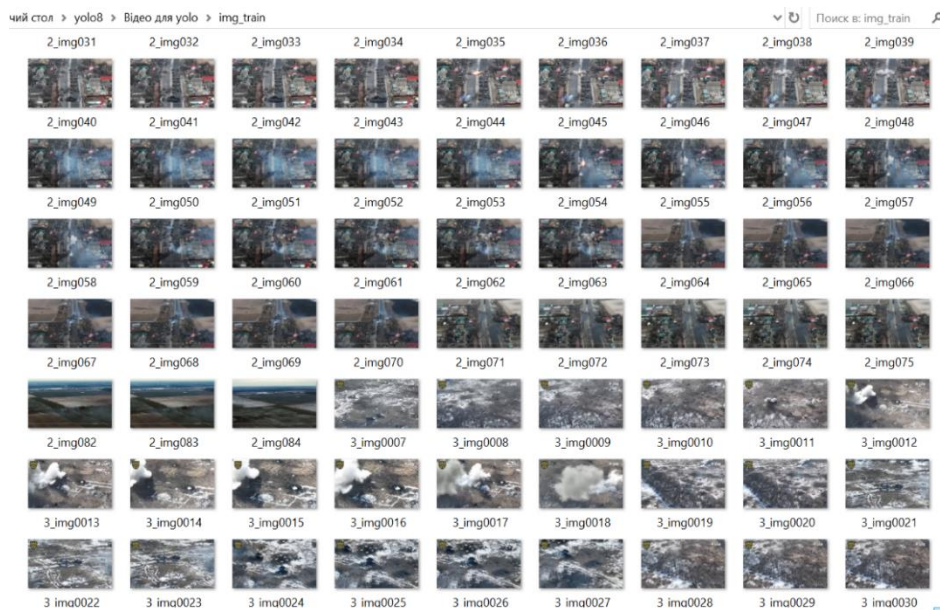 чий стол > yolo8 > Відео для yolo > img_train
Поиск в: img_train
2_img031 2_img032 2_img033 2_img034 2_img035 2_img036 2_img037 2_img038 2_img039
2_img040 2_img041 2_img042 2_img043 2_img044 2_img045 2_img046 2_img047 2_img048
2_img049 2_img050 2_img051 2_img052 2_img053 2_img054 2_img055 2_img056 2_img057
2_img058 2_img059 2_img060 2_img061 2_img062 2_img063 2_img064 2_img065 2_img066
2_img067 2_img068 2_img069 2_img070 2_img071 2_img072 2_img073 2_img074 2_img075
2_img082 2_img083 2_img084 3_img0007 3_img0008 3_img0009 3_img0010 3_img0011 3_img0012
3_img0013 3_img0014 3_img0015 3_img0016 3_img0017 3_img0018 3_img0019 3_img0020 3_img0021
3_img0022 3_img0023 3_img0024 3_img0025 3_img0026 3_img0027 3_img0028 3_img0029 3_img0030